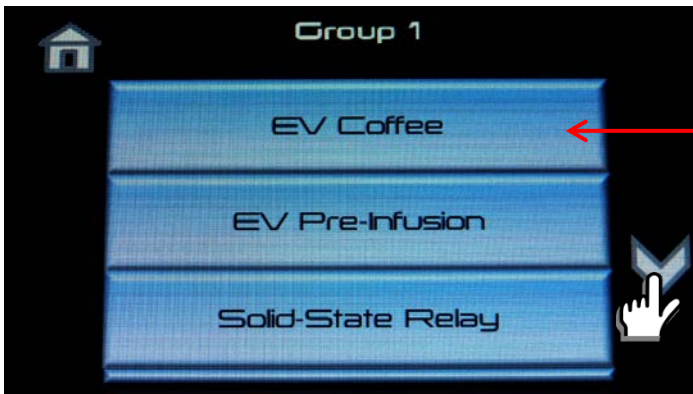 Group 1
EV Coffee
EV Pre-Infusion
Solid-State Relay